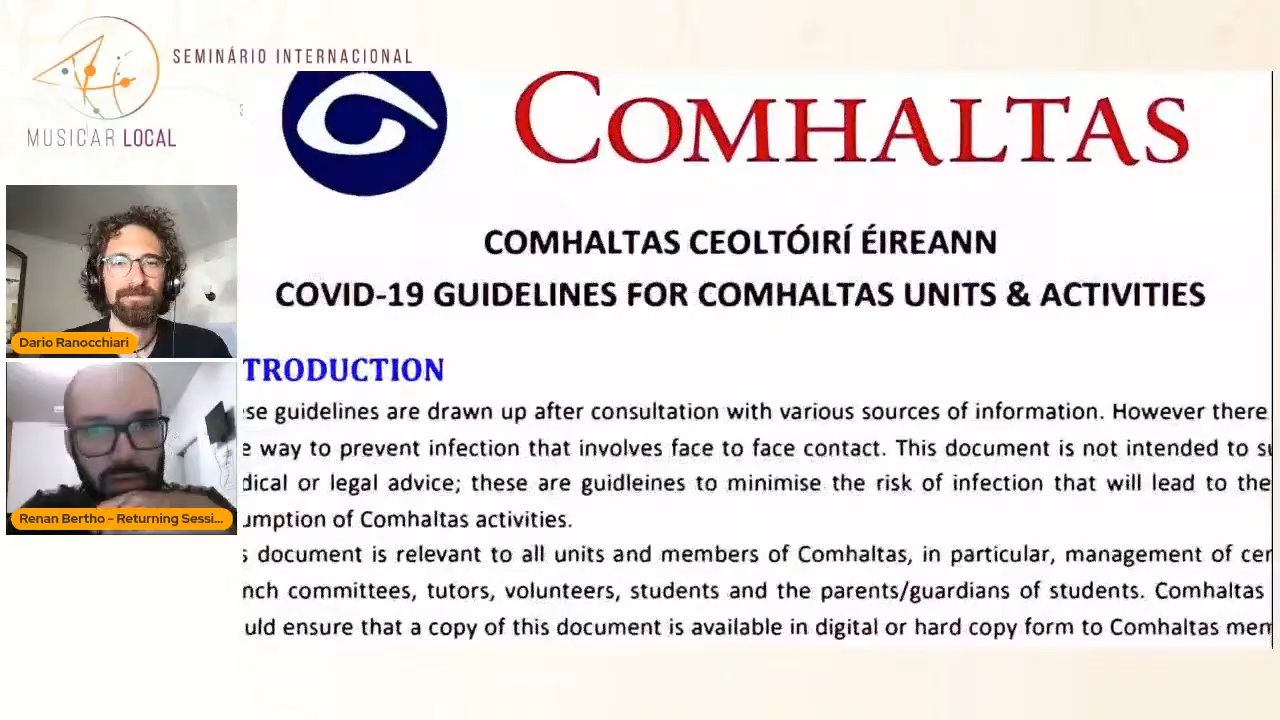 SEMINÁRIO INTERNACIONAL
MUSICAR LOCAL
COMHALTAS
COMHALTAS CEOLTÓIRÍ ÉIREANN
COVID-19 GUIDELINES FOR COMHALTAS UNITS & ACTIVITIES
TRODUCTION
se guidelines are drawn up after consultation with various sources of information. However there
way to prevent infection that involves face to face contact. This document is not intended to
dical or legal advice; these are guidleines to minimise the risk of infection that will lead to the
umption of Comhaltas activities.
document is relevant to all units and members of Comhaltas, in particular, management of cer
nch committees, tutors, volunteers, students and the parents/guardians of students. Comhaltas
uld ensure that a copy of this document is available in digital or hard copy form to Comhaltas mem
Dario Ranocchiari
Renan Bertho - Returning Sessi...